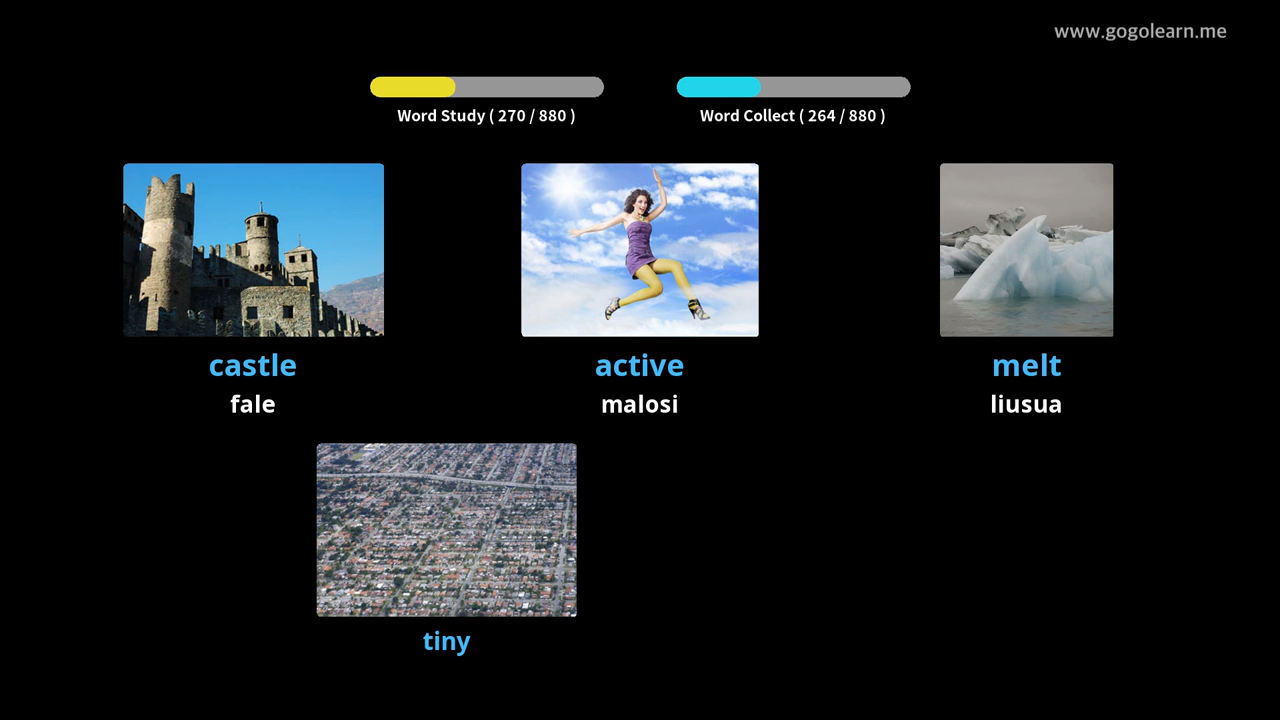 www.gogolearn.me
Word Study ( 270 / 880 )
Word Collect ( 264 / 880 )
castle
active
melt
fale
malosi
liusua
tiny